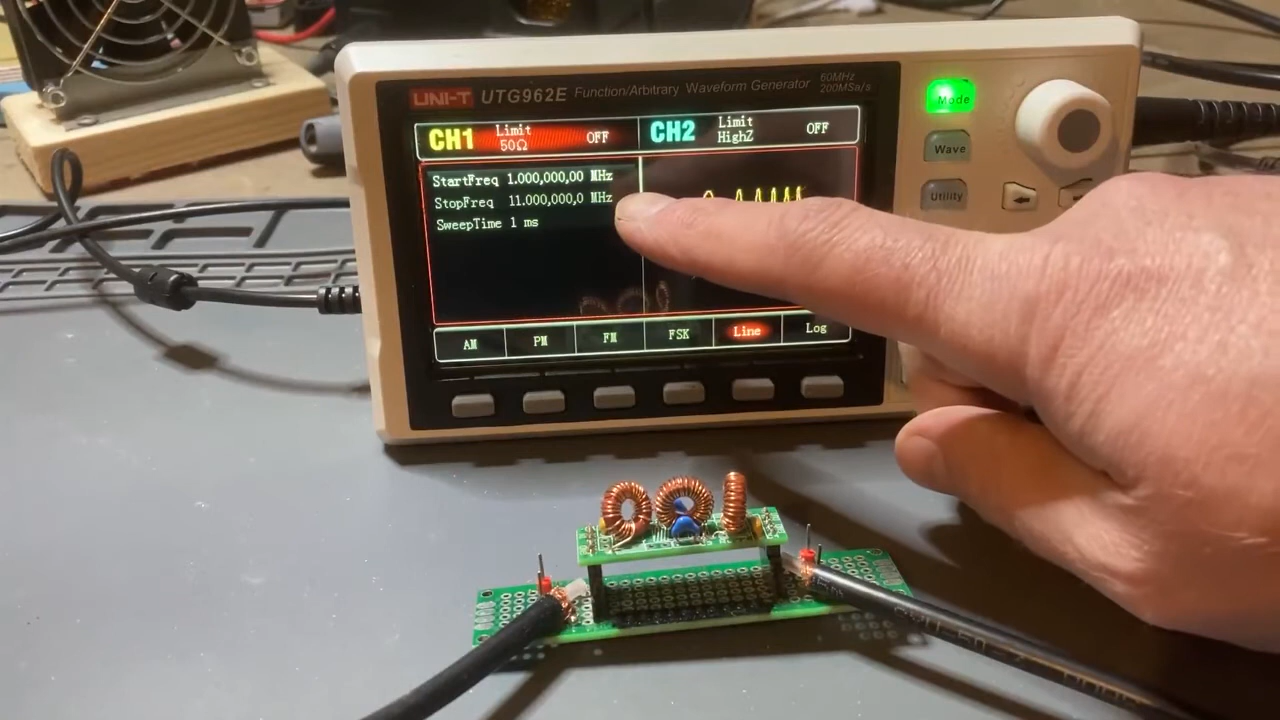 UNI-T UTG962E Function/Arbitrary Waveform Generator 60MHz 200MSa/s
CH1 Limit 50Ω OFF
CH2 Limit HighZ OFF
StartFreq 1.000,000,00 MHz
StopFreq 11.000,000,0 MHz
SweepTime 1 ms
AM PM FM FSK Line Log
Mode
Wave
Utility